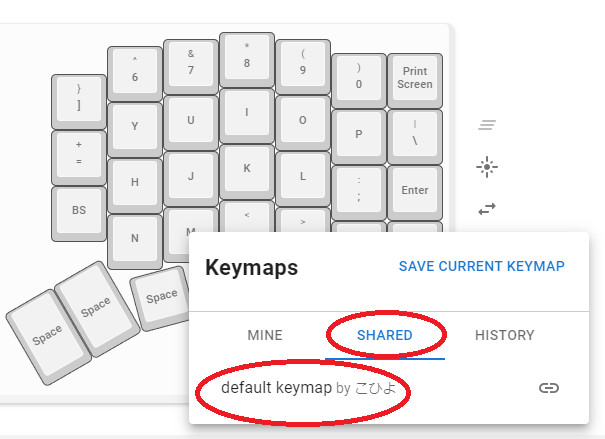 * 8
& 7
( 9
^ 6
) 0
Print Screen
} ]
Y
U
I
O
P
| \
+ =
H
J
K
L
: ;
Enter
BS
N
M
<
>
Space
Space
Space
Keymaps
SAVE CURRENT KEYMAP
MINE
SHARED
HISTORY
default keymap by こひよ